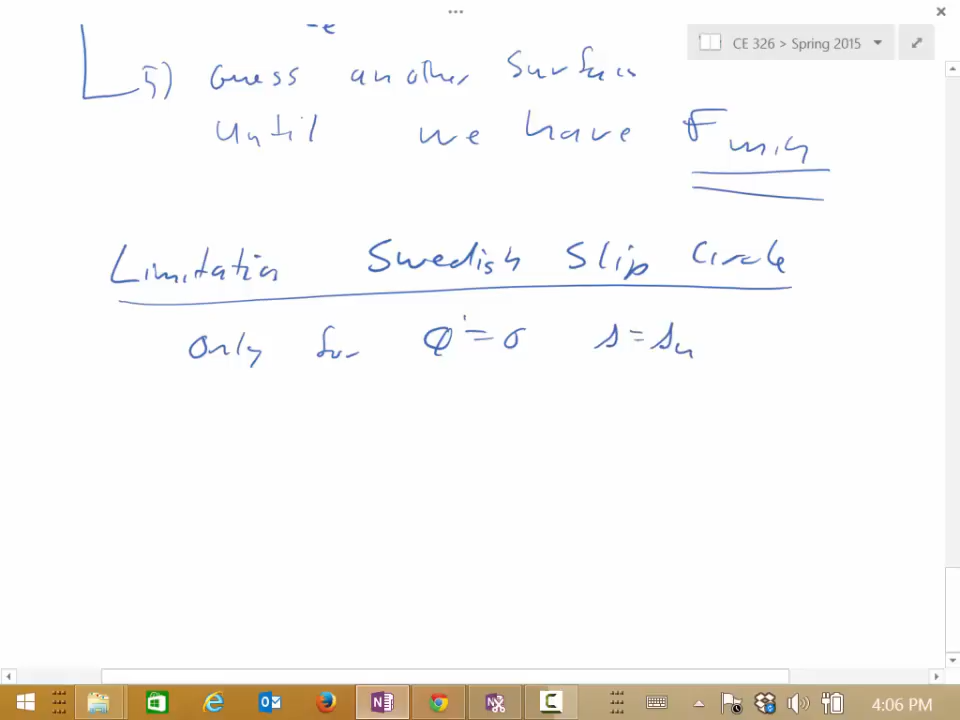 CE 326 > Spring 2015
5) Guess another Surface
Until we have Fmin
Limitation Swedish Slip Circle
Only for φ' = 0 s = su
4:06 PM